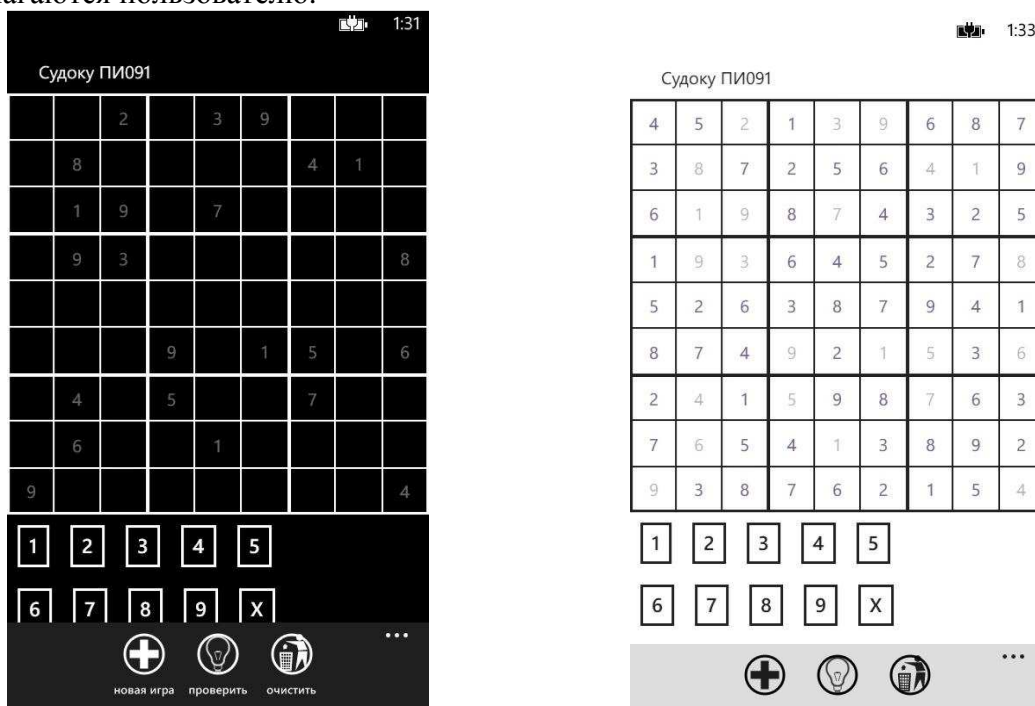 пользователю.
1:31
Судоку ПИ091
2 3 9
8 4 1
1 9 7
9 3 8
9 1 5 6
4 5 7
6 1
9 4
1 2 3 4 5
6 7 8 9 X
...
новая игра проверить очистить
1:33
Судоку ПИ091
4 5 2 1 3 9 6 8 7
3 8 7 2 5 6 4 1 9
6 1 9 8 7 4 3 2 5
1 9 3 6 4 5 2 7 8
5 2 6 3 8 7 9 4 1
8 7 4 9 2 1 5 3 6
2 4 1 5 9 8 7 6 3
7 6 5 4 1 3 8 9 2
9 3 8 7 6 2 1 5 4
1 2 3 4 5
6 7 8 9 X
...